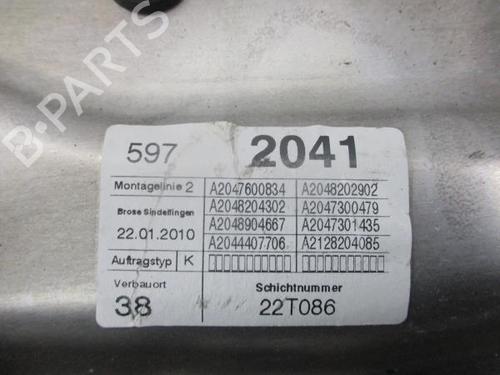 B-PARTS
597 2041
Montagelinie 2 A2047600834 A2048202902
A2048204302 A2047300479
Brose Sindelfingen
A2048904667 A2047301435
22.01.2010
A2044407706 A2128204085
Auftragstyp K
Verbauort Schichtnummer
38 22T086